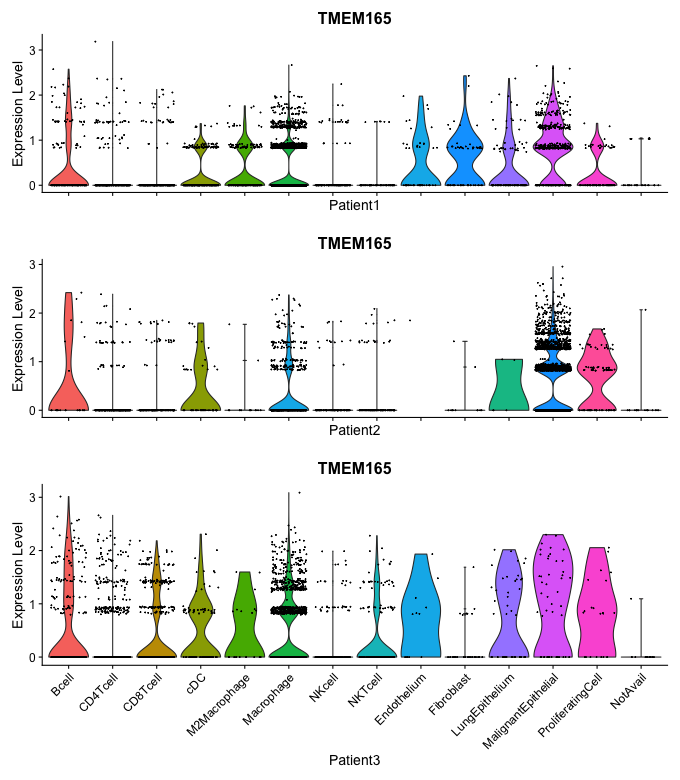 TMEM165
Expression Level
3
2
1
0
Patient1
TMEM165
Expression Level
3
2
1
0
Patient2
TMEM165
Expression Level
3
2
1
0
Bcell
CD4Tcell
CD8Tcell
cDC
M2Macrophage
Macrophage
NKcell
NKTcell
Endothelium
Fibroblast
LungEpithelium
MalignantEpithelial
ProliferatingCell
NotAvail
Patient3